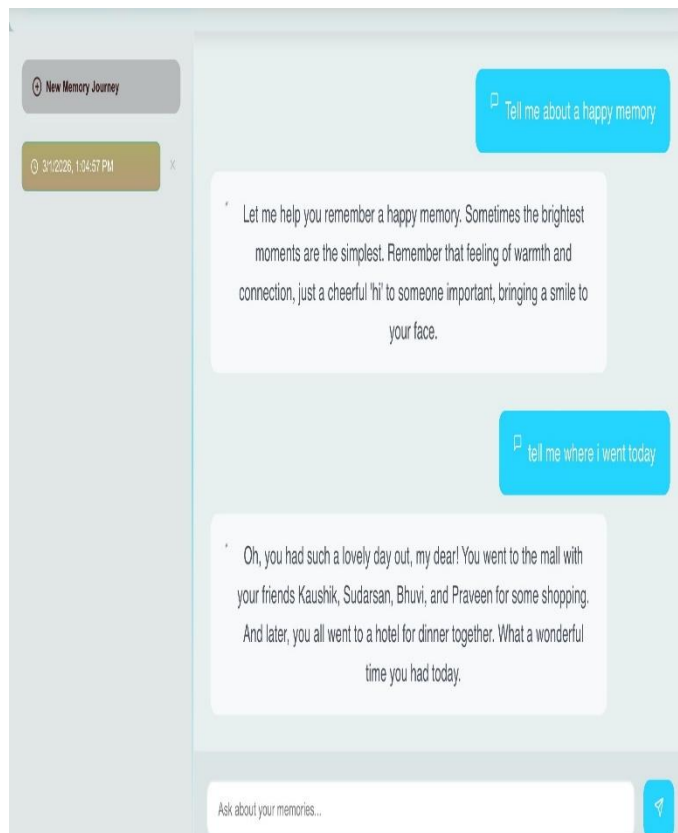 New Memory Journey
3/1/2026, 1:04:57 PM
Tell me about a happy memory
Let me help you remember a happy memory. Sometimes the brightest
moments are the simplest. Remember that feeling of warmth and
connection, just a cheerful 'hi' to someone important, bringing a smile to
your face.
tell me where i went today
Oh, you had such a lovely day out, my dear! You went to the mall with
your friends Kaushik, Sudarsan, Bhuvi, and Praveen for some shopping.
And later, you all went to a hotel for dinner together. What a wonderful
time you had today.
Ask about your memories...